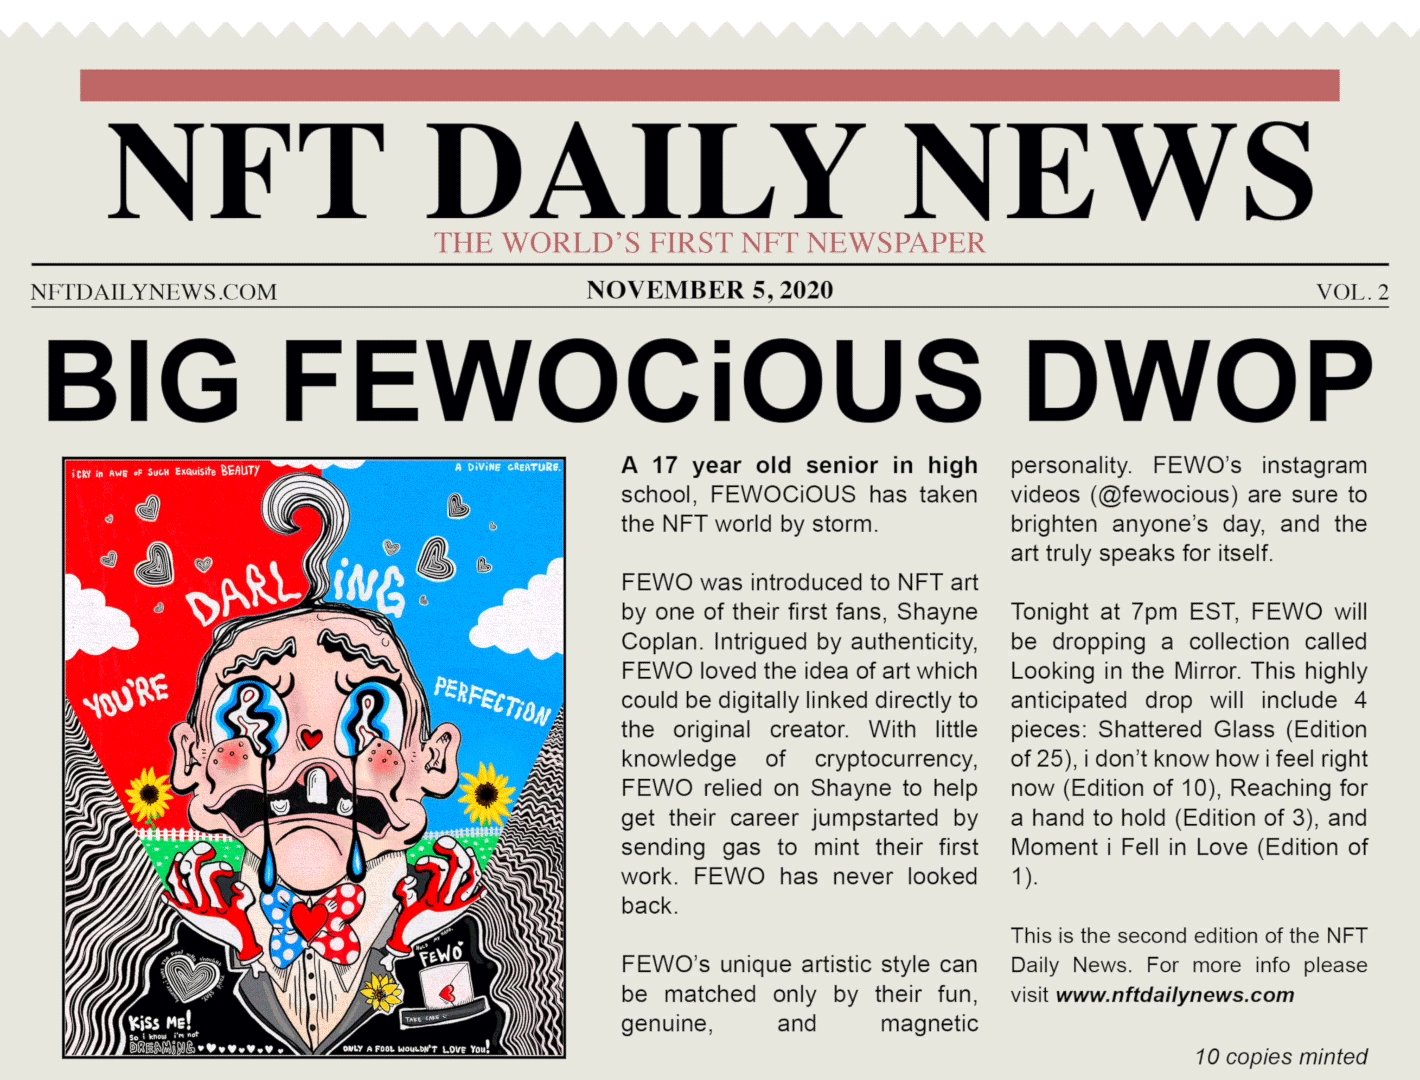 NFT DAILY NEWS
THE WORLD'S FIRST NFT NEWSPAPER
NFTDAILYNEWS.COM
NOVEMBER 5, 2020
VOL. 2
BIG FEWOCiOUS DWOP
i CRY in AWE oF SUCH Exquisite BEAUTY
A DiViNE CREATURE.
DARLiNG
YOU'RE
PERFECTiON
FEWO
TAKE CARE
KiSS ME!
So i know i'm not
DREAMiNG
ONLY A FOOL WOULDN'T LOVE YOU!
A 17 year old senior in high
school, FEWOCiOUS has taken
the NFT world by storm.
FEWO was introduced to NFT art
by one of their first fans, Shayne
Coplan. Intrigued by authenticity,
FEWO loved the idea of art which
could be digitally linked directly to
the original creator. With little
knowledge of cryptocurrency,
FEWO relied on Shayne to help
get their career jumpstarted by
sending gas to mint their first
work. FEWO has never looked
back.
FEWO's unique artistic style can
be matched only by their fun,
genuine, and magnetic
personality. FEWO's instagram
videos (@fewocious) are sure to
brighten anyone's day, and the
art truly speaks for itself.
Tonight at 7pm EST, FEWO will
be dropping a collection called
Looking in the Mirror. This highly
anticipated drop will include 4
pieces: Shattered Glass (Edition
of 25), i don't know how i feel right
now (Edition of 10), Reaching for
a hand to hold (Edition of 3), and
Moment i Fell in Love (Edition of
1).
This is the second edition of the NFT
Daily News. For more info please
visit www.nftdailynews.com
10 copies minted